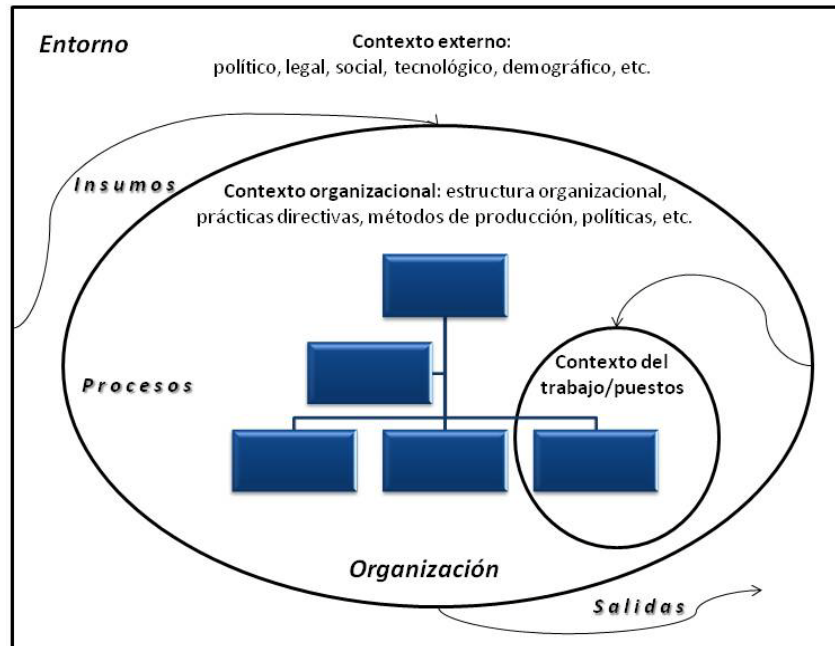 Entorno
Contexto externo:
político, legal, social, tecnológico, demográfico, etc.
Insumos
Contexto organizacional: estructura organizacional,
prácticas directivas, métodos de producción, políticas, etc.
Contexto del
trabajo/puestos
Procesos
Organización
Salidas